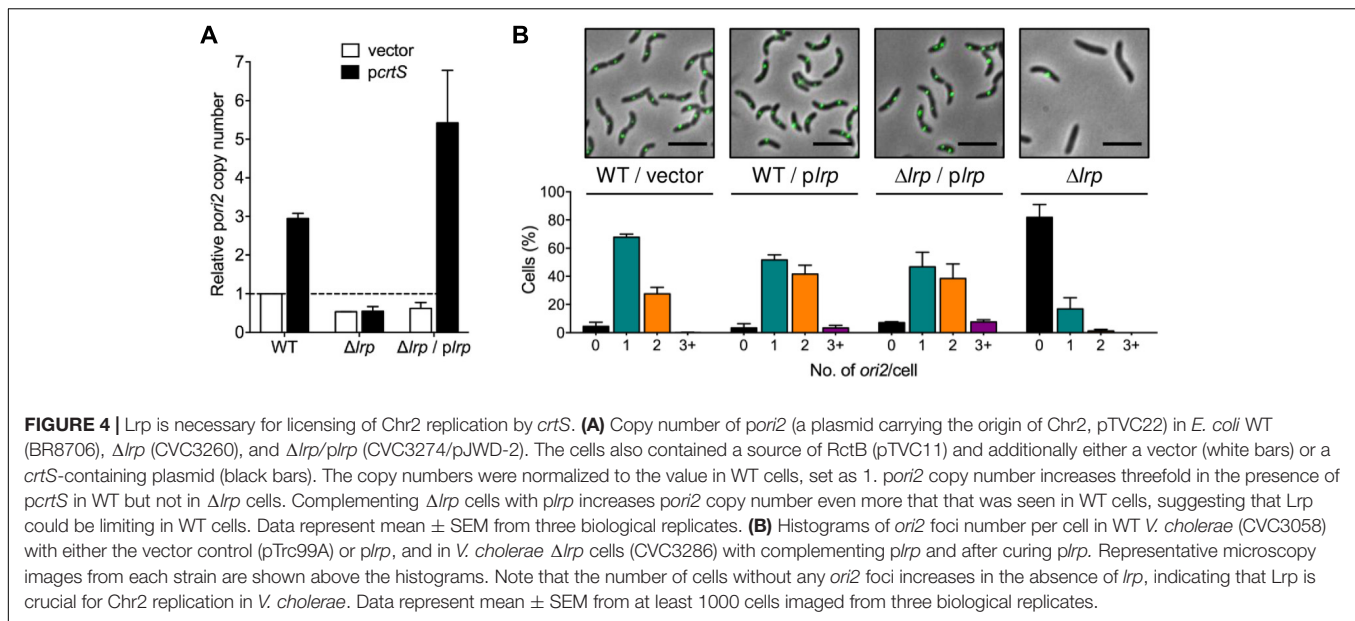 A
vector
pcrtS
Relative pori2 copy number
7
6
5
4
3
2
1
0
WT
Δlrp
Δlrp / plrp
B
WT / vector
WT / plrp
Δlrp / plrp
Δlrp
Cells (%)
100
80
60
40
20
0
0 1 2 3+ 0 1 2 3+ 0 1 2 3+ 0 1 2 3+
No. of ori2/cell
FIGURE 4 | Lrp is necessary for licensing of Chr2 replication by crtS. (A) Copy number of pori2 (a plasmid carrying the origin of Chr2, pTVC22) in E. coli WT
(BR8706), Δlrp (CVC3260), and Δlrp/plrp (CVC3274/pJWD-2). The cells also contained a source of RctB (pTVC11) and additionally either a vector (white bars) or a
crtS-containing plasmid (black bars). The copy numbers were normalized to the value in WT cells, set as 1. pori2 copy number increases threefold in the presence of
pcrtS in WT but not in Δlrp cells. Complementing Δlrp cells with plrp increases pori2 copy number even more that that was seen in WT cells, suggesting that Lrp
could be limiting in WT cells. Data represent mean ± SEM from three biological replicates. (B) Histograms of ori2 foci number per cell in WT V. cholerae (CVC3058)
with either the vector control (pTrc99A) or plrp, and in V. cholerae Δlrp cells (CVC3286) with complementing plrp and after curing plrp. Representative microscopy
images from each strain are shown above the histograms. Note that the number of cells without any ori2 foci increases in the absence of lrp, indicating that Lrp is
crucial for Chr2 replication in V. cholerae. Data represent mean ± SEM from at least 1000 cells imaged from three biological replicates.